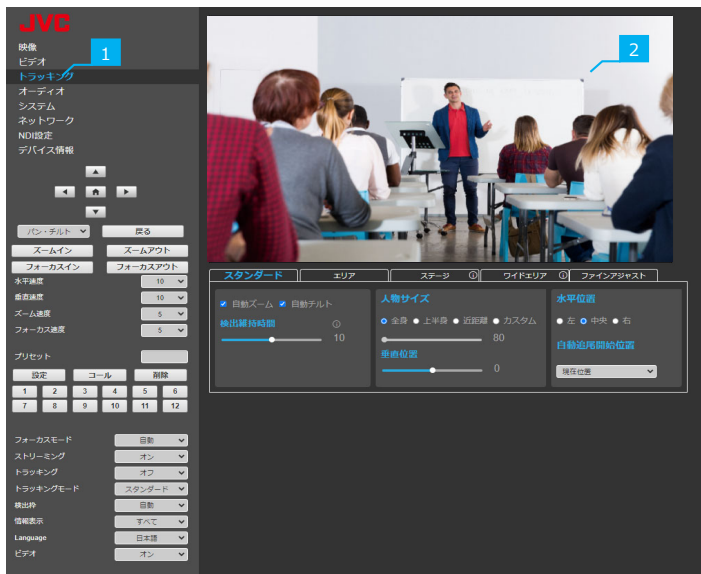 JVC
映像
1
ビデオ
2
トラッキング
オーディオ
システム
ネットワーク
NDI設定
デバイス情報
パン・チルト 戻る
ズームイン ズームアウト
フォーカスイン フォーカスアウト
水平速度 10
垂直速度 10
ズーム速度 5
フォーカス速度 5
プリセット
設定 コール 削除
1 2 3 4 5 6
7 8 9 10 11 12
フォーカスモード 自動
ストリーミング オン
トラッキング オフ
トラッキングモード スタンダード
検出枠 自動
情報表示 すべて
Language 日本語
ビデオ オン
スタンダード エリア ステージ ワイドエリア ファインアジャスト
自動ズーム 自動チルト
検出維持時間
10
人物サイズ
全身 上半身 近距離 カスタム
80
垂直位置
0
水平位置
左 中央 右
自動追尾開始位置
現在位置